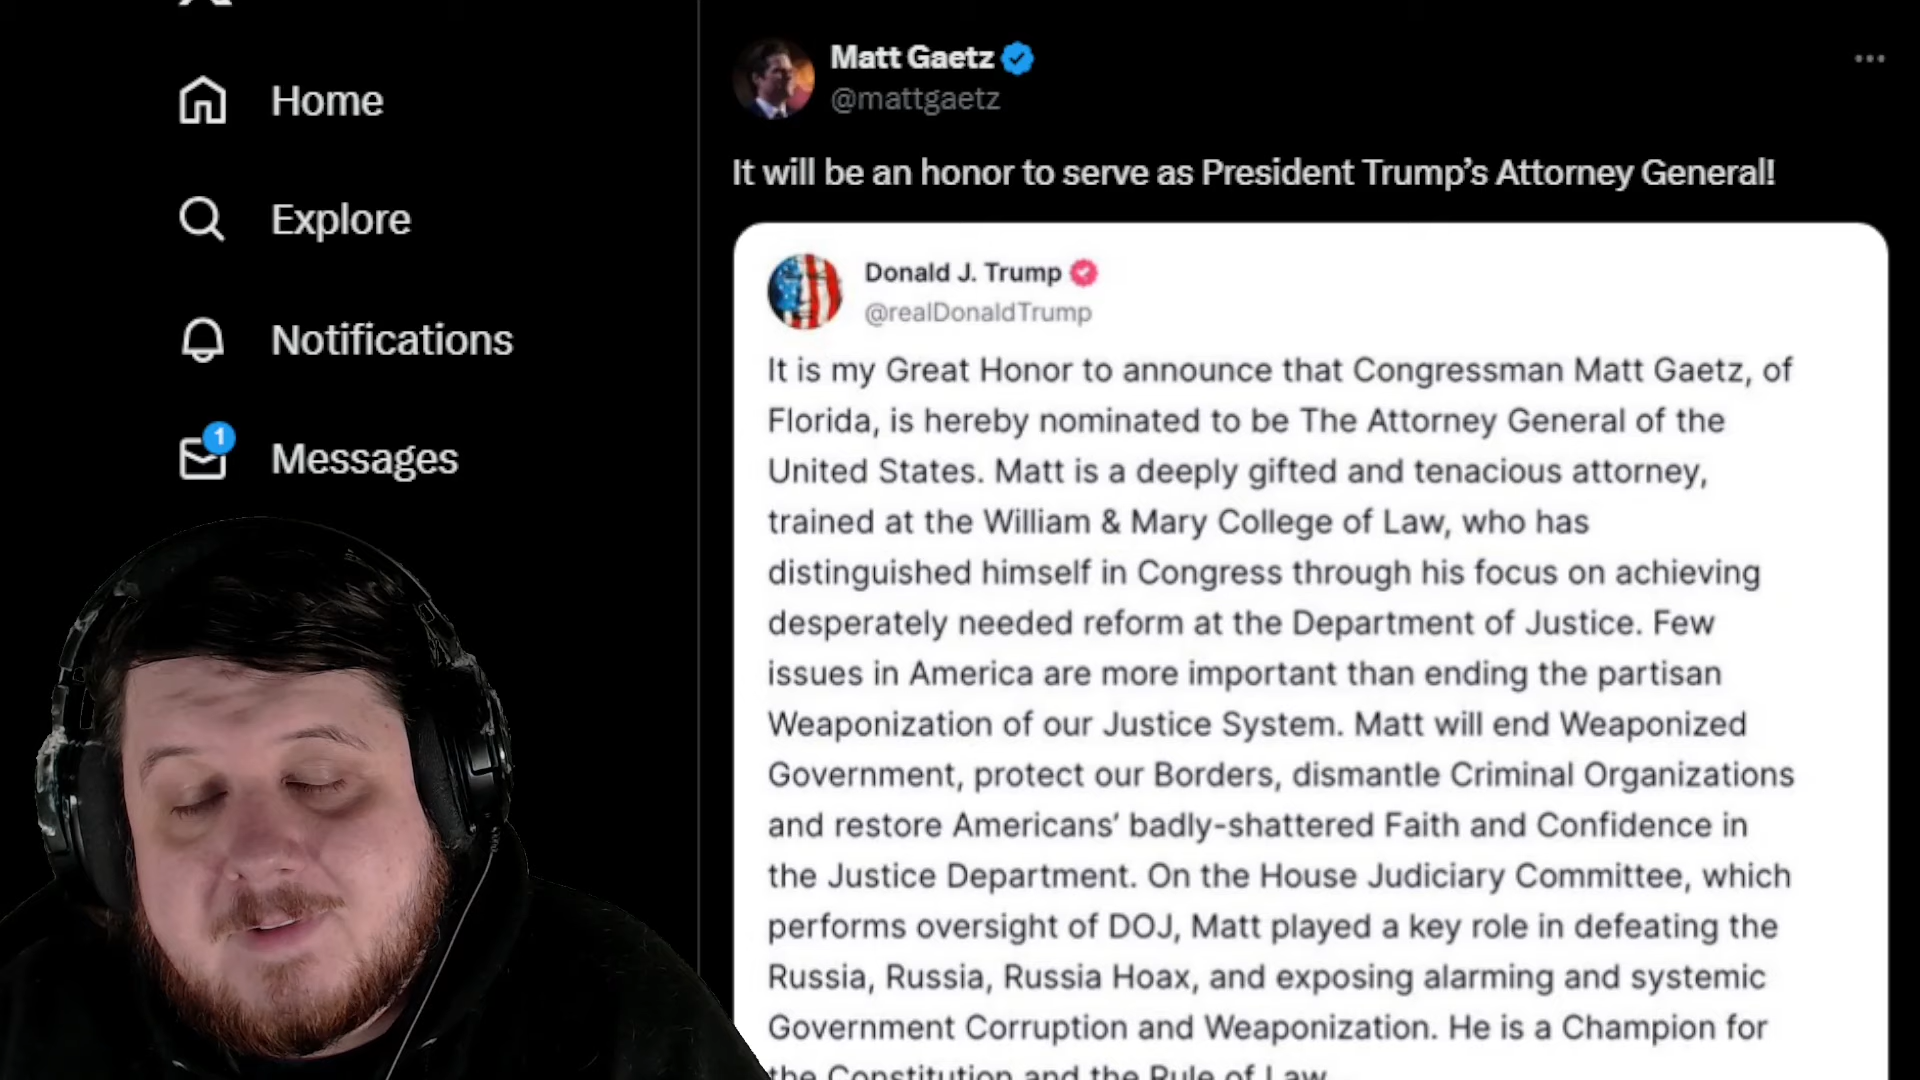 Home
Explore
Notifications
1
Messages
Matt Gaetz
@mattgaetz
It will be an honor to serve as President Trump’s Attorney General!
Donald J. Trump
@realDonaldTrump
It is my Great Honor to announce that Congressman Matt Gaetz, of
Florida, is hereby nominated to be The Attorney General of the
United States. Matt is a deeply gifted and tenacious attorney,
trained at the William & Mary College of Law, who has
distinguished himself in Congress through his focus on achieving
desperately needed reform at the Department of Justice. Few
issues in America are more important than ending the partisan
Weaponization of our Justice System. Matt will end Weaponized
Government, protect our Borders, dismantle Criminal Organizations
and restore Americans’ badly-shattered Faith and Confidence in
the Justice Department. On the House Judiciary Committee, which
performs oversight of DOJ, Matt played a key role in defeating the
Russia, Russia, Russia Hoax, and exposing alarming and systemic
Government Corruption and Weaponization. He is a Champion for
the Constitution and the Rule of Law...